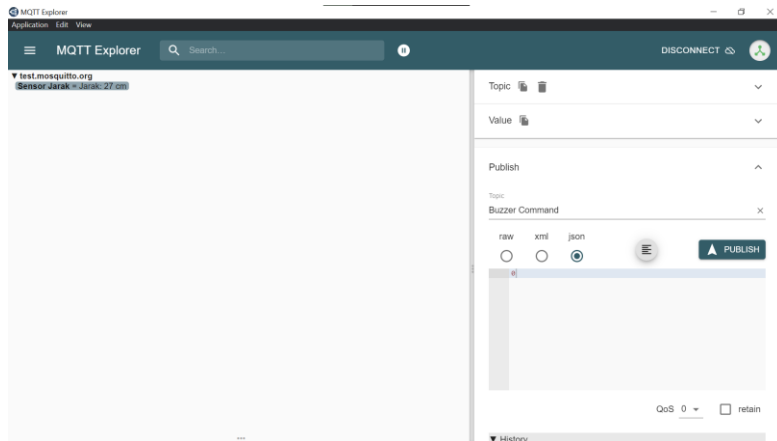 MQTT Explorer
Application Edit View
MQTT Explorer
Search...
DISCONNECT
▼ test.mosquitto.org
Sensor Jarak = Jarak: 27 cm
Topic
Value
Publish
Topic
Buzzer Command
raw xml json
PUBLISH
QoS 0
retain
▼ History